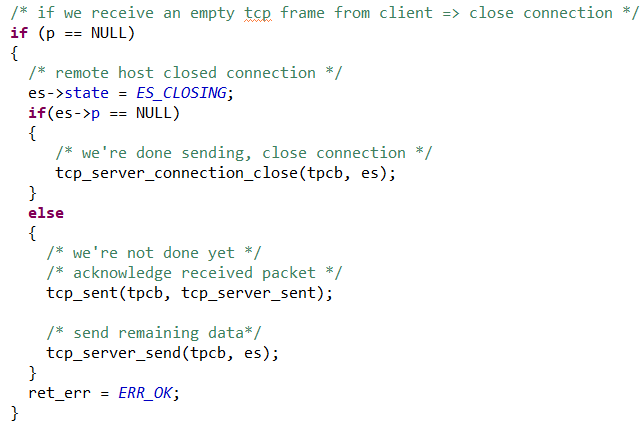 /* if we receive an empty tcp frame from client => close connection */
if (p == NULL)
{
  /* remote host closed connection */
  es->state = ES_CLOSING;
  if(es->p == NULL)
  {
     /* we're done sending, close connection */
     tcp_server_connection_close(tpcb, es);
  }
  else
  {
    /* we're not done yet */
    /* acknowledge received packet */
    tcp_sent(tpcb, tcp_server_sent);

    /* send remaining data*/
    tcp_server_send(tpcb, es);
  }
  ret_err = ERR_OK;
}